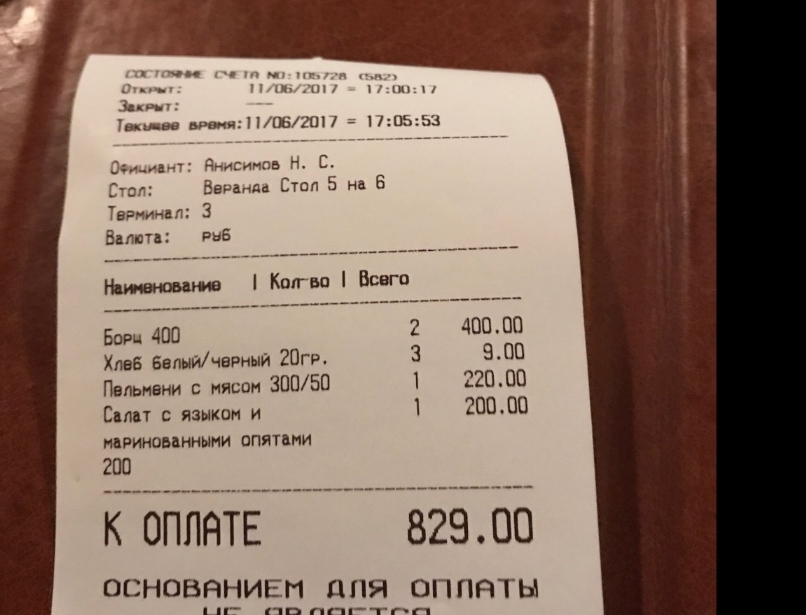 СОСТОЯНИЕ СЧЕТА NO:105728 (582)
Открыт: 11/06/2017 = 17:00:17
Закрыт: ---
Текущее время:11/06/2017 = 17:05:53
Официант: Анисимов Н. С.
Стол: Веранда Стол 5 на 6
Терминал: 3
Валюта: руб
Наименование | Кол-во | Всего
Борщ 400 2 400.00
Хлеб белый/черный 20гр. 3 9.00
Пельмени с мясом 300/50 1 220.00
Салат с языком и 1 200.00
маринованными опятами
200
К ОПЛАТЕ 829.00
ОСНОВАНИЕМ ДЛЯ ОПЛАТЫ
НЕ ЯВЛЯЕТСЯ